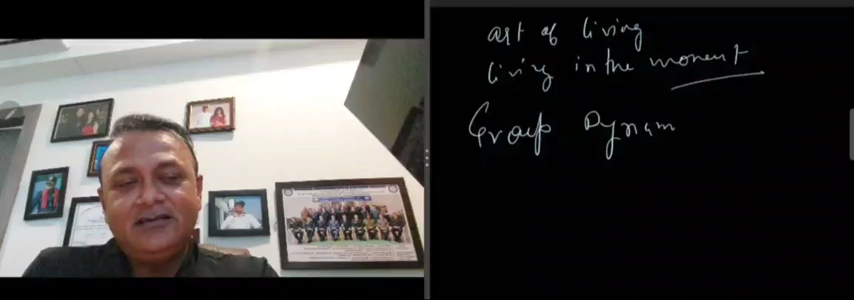 art of living
living in the moment
Group Dynam